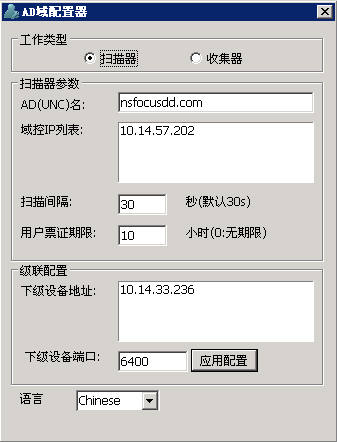 AD域配置器
工作类型
扫描器 收集器
扫描器参数
AD(UNC)名: nsfocusdd.com
域控IP列表: 10.14.57.202
扫描间隔: 30 秒(默认30s)
用户票证期限: 10 小时(0:无期限)
级联配置
下级设备地址: 10.14.33.236
下级设备端口: 6400 应用配置
语言 Chinese